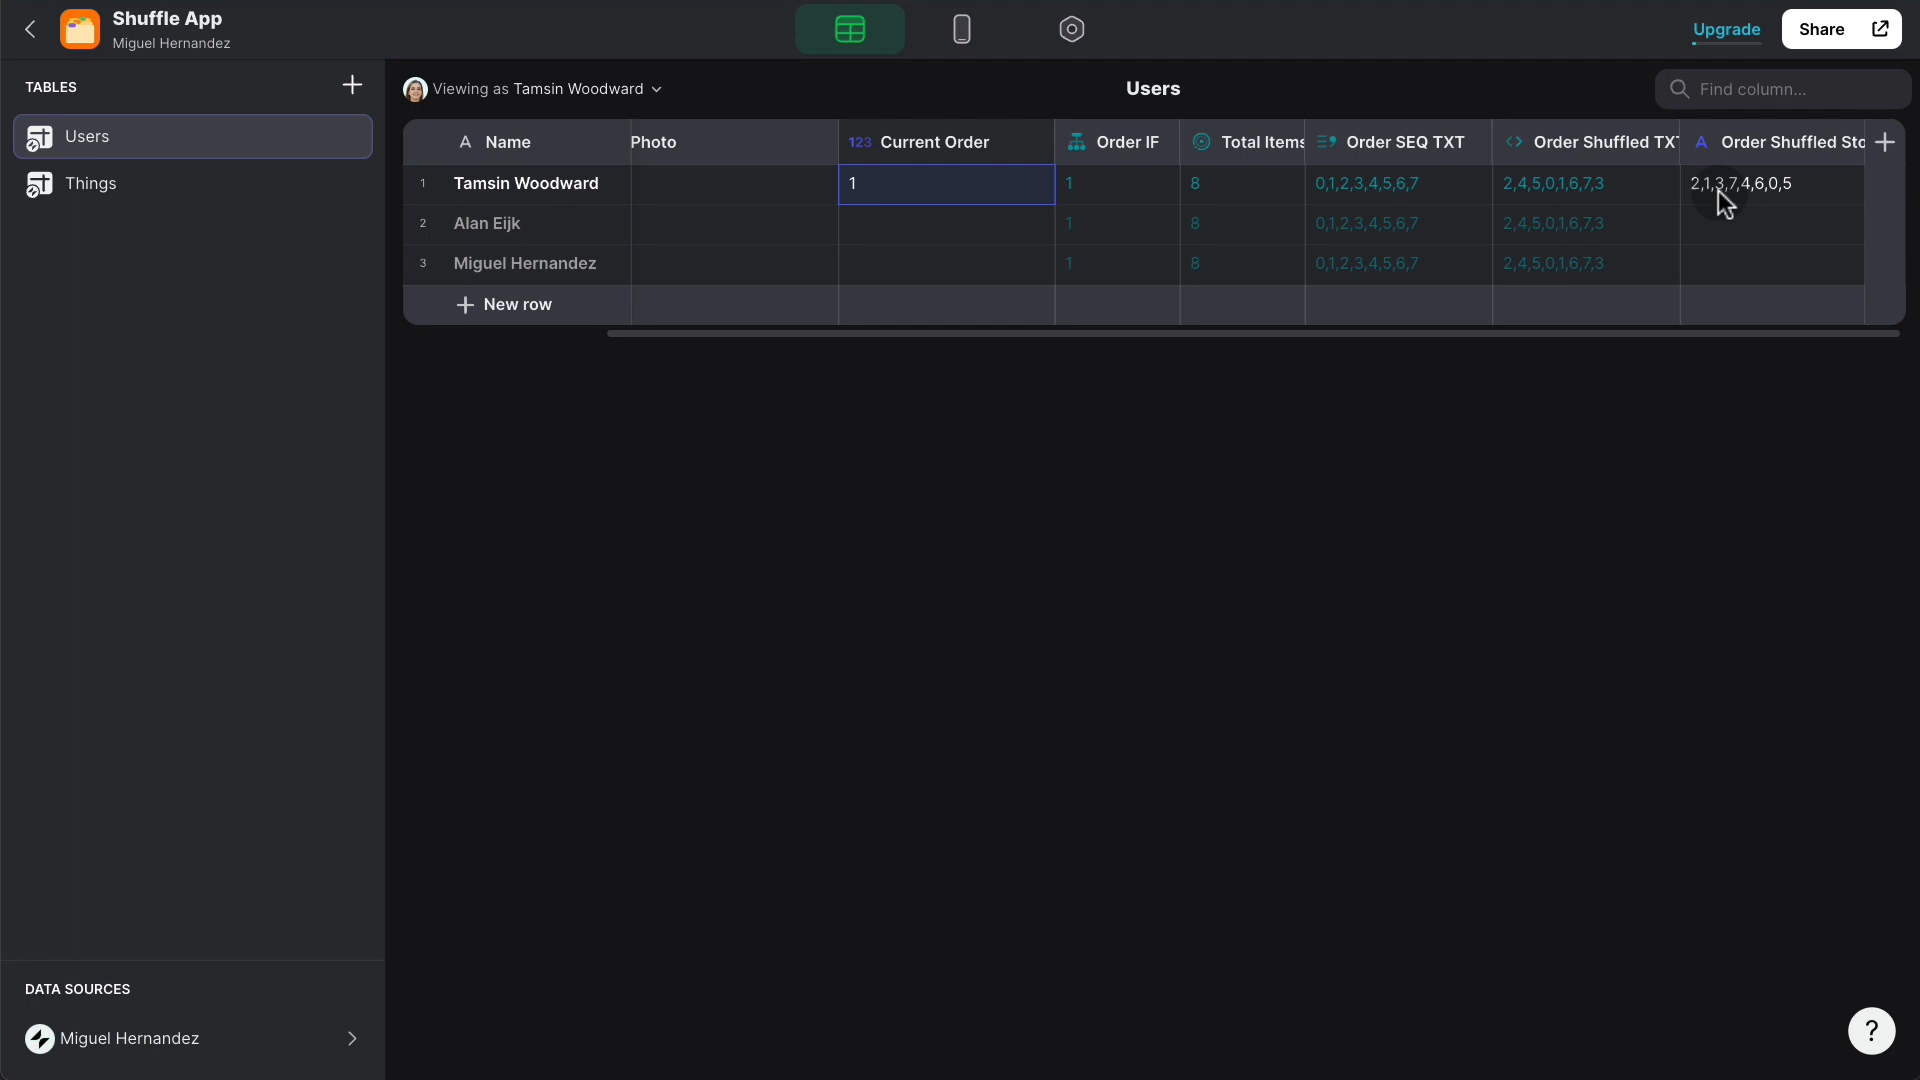 Shuffle App
Miguel Hernandez
Upgrade
Share
TABLES
Users
Things
Viewing as Tamsin Woodward
Users
Find column...
A Name Photo 123 Current Order Order IF Total Items Order SEQ TXT Order Shuffled TXT A Order Shuffled Sto
1 Tamsin Woodward 1 1 8 0,1,2,3,4,5,6,7 2,4,5,0,1,6,7,3 2,1,3,7,4,6,0,5
2 Alan Eijk 1 8 0,1,2,3,4,5,6,7 2,4,5,0,1,6,7,3
3 Miguel Hernandez 1 8 0,1,2,3,4,5,6,7 2,4,5,0,1,6,7,3
New row
DATA SOURCES
Miguel Hernandez
?